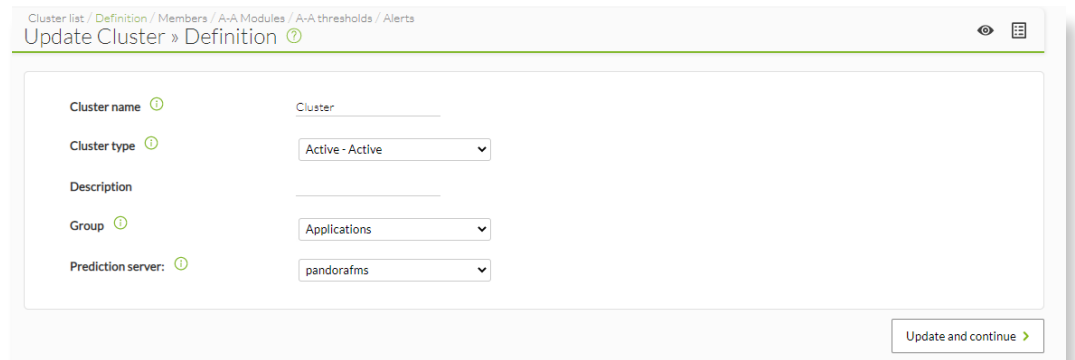 Cluster list / Definition / Members / A-A Modules / A-A thresholds / Alerts
Update Cluster » Definition ?
Cluster name i Cluster
Cluster type i Active - Active
Description
Group i Applications
Prediction server: i pandorafms
Update and continue >